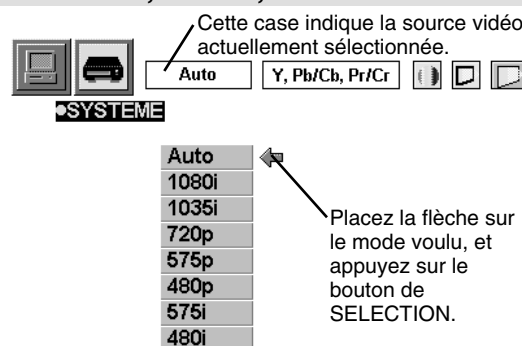 Cette case indique la source vidéo
actuellement sélectionnée.
Auto
Y, Pb/Cb, Pr/Cr
●SYSTEME
Auto
1080i
1035i
720p
575p
480p
575i
480i
Placez la flèche sur
le mode voulu, et
appuyez sur le
bouton de
SELECTION.